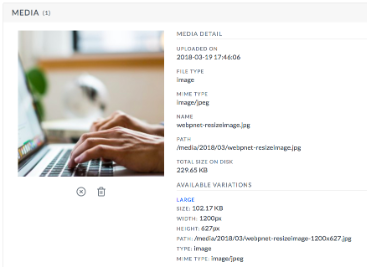 MEDIA (1)
MEDIA DETAIL
UPLOADED ON
2018-03-19 17:46:06
FILE TYPE
image
MIME TYPE
image/jpeg
NAME
webpnet-resizeimage.jpg
PATH
/media/2018/03/webpnet-resizeimage.jpg
TOTAL SIZE ON DISK
229.65 KB
AVAILABLE VARIATIONS
LARGE
SIZE: 102.17 KB
WIDTH: 1200px
HEIGHT: 627px
PATH: /media/2018/03/webpnet-resizeimage-1200x627.jpg
TYPE: image
MIME TYPE: image/jpeg